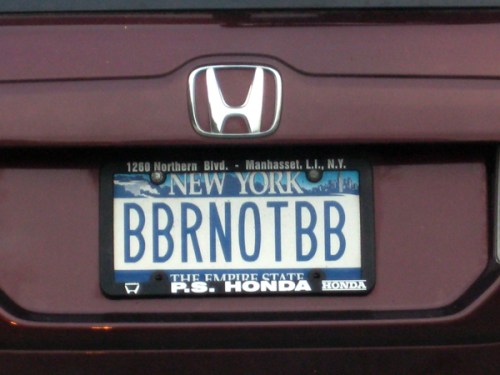 1260 Northern Blvd. - Manhasset, L.I., N.Y.
NEW YORK
BBRNOTBB
THE EMPIRE STATE
P.S. HONDA HONDA